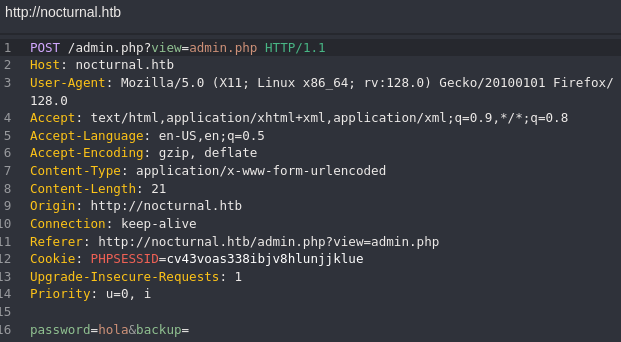 http://nocturnal.htb
1 POST /admin.php?view=admin.php HTTP/1.1
2 Host: nocturnal.htb
3 User-Agent: Mozilla/5.0 (X11; Linux x86_64; rv:128.0) Gecko/20100101 Firefox/
128.0
4 Accept: text/html,application/xhtml+xml,application/xml;q=0.9,*/*;q=0.8
5 Accept-Language: en-US,en;q=0.5
6 Accept-Encoding: gzip, deflate
7 Content-Type: application/x-www-form-urlencoded
8 Content-Length: 21
9 Origin: http://nocturnal.htb
10 Connection: keep-alive
11 Referer: http://nocturnal.htb/admin.php?view=admin.php
12 Cookie: PHPSESSID=cv43voas338ibjv8hlunjjklue
13 Upgrade-Insecure-Requests: 1
14 Priority: u=0, i
15
16 password=hola&backup=